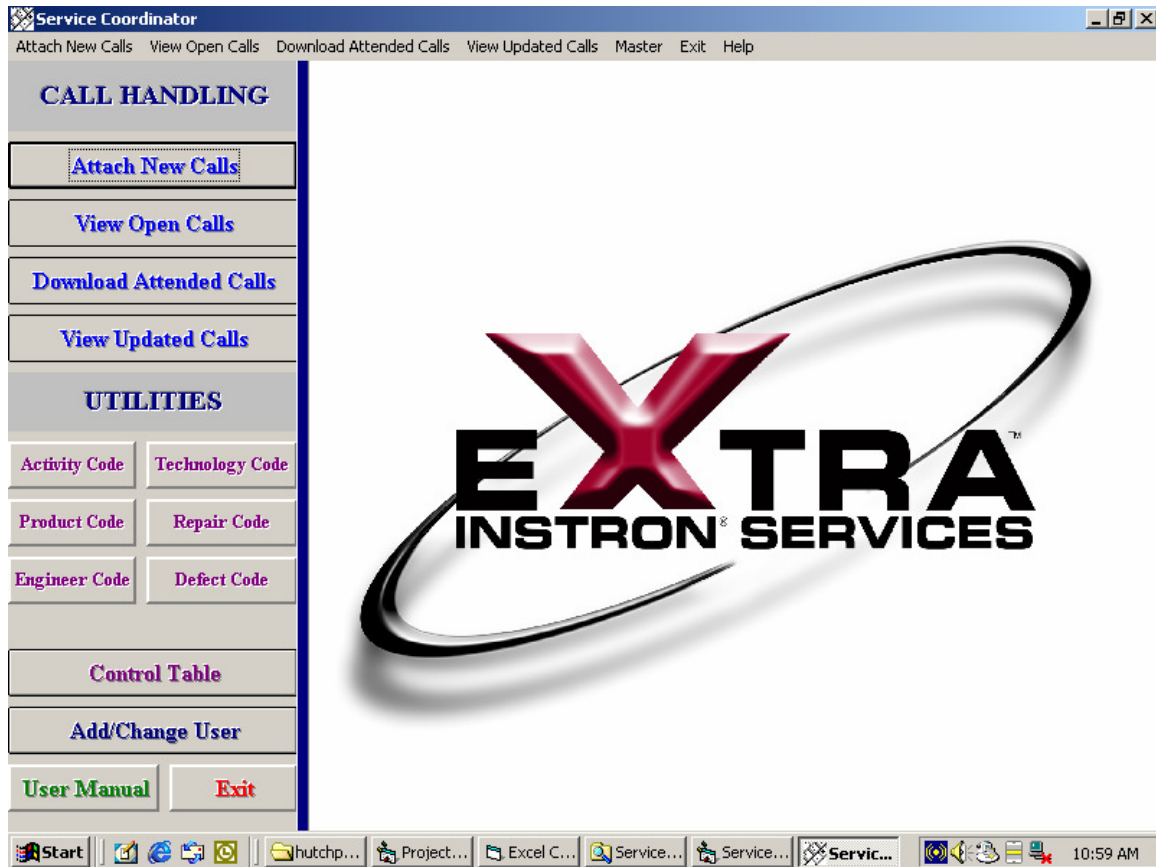 Service Coordinator
Attach New Calls View Open Calls Download Attended Calls View Updated Calls Master Exit Help
CALL HANDLING
Attach New Calls
View Open Calls
Download Attended Calls
View Updated Calls
UTILITIES
Activity Code Technology Code
Product Code Repair Code
Engineer Code Defect Code
Control Table
Add/Change User
User Manual Exit
EXTRA™
INSTRON® SERVICES
Start hutchp... Project... Excel C... Service... Service... Servic... 10:59 AM